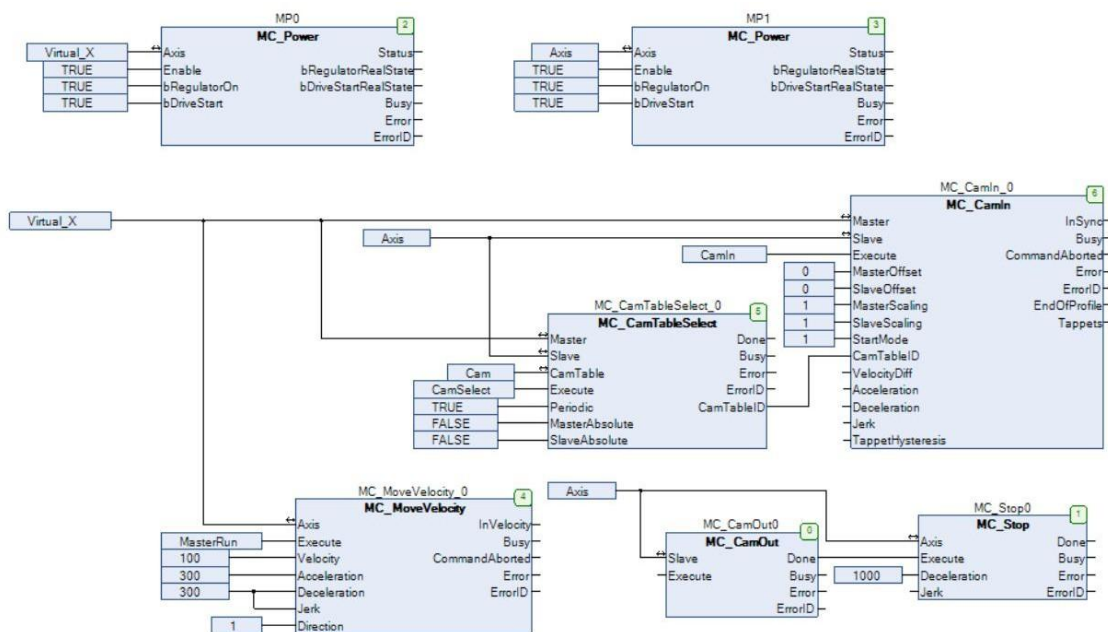 MP0
2
MC_Power
Virtual_X
Axis
Status
TRUE
Enable
bRegulatorRealState
TRUE
bRegulatorOn
bDriveStartRealState
TRUE
bDriveStart
Busy
Error
ErrorID
MP1
3
MC_Power
Axis
Axis
Status
TRUE
Enable
bRegulatorRealState
TRUE
bRegulatorOn
bDriveStartRealState
TRUE
bDriveStart
Busy
Error
ErrorID
MC_CamIn_0
6
MC_CamIn
Virtual_X
Master
InSync
Axis
Slave
Busy
CamIn
Execute
CommandAborted
0
MasterOffset
Error
0
SlaveOffset
ErrorID
1
MasterScaling
EndOfProfile
1
SlaveScaling
Tappets
1
StartMode
CamTableID
VelocityDiff
Acceleration
Deceleration
Jerk
TappetHysteresis
MC_CamTableSelect_0
5
MC_CamTableSelect
Master
Done
Slave
Busy
Cam
CamTable
Error
CamSelect
Execute
ErrorID
TRUE
Periodic
CamTableID
FALSE
MasterAbsolute
FALSE
SlaveAbsolute
MC_MoveVelocity_0
4
MC_MoveVelocity
Axis
InVelocity
MasterRun
Execute
Busy
100
Velocity
CommandAborted
300
Acceleration
Error
300
Deceleration
ErrorID
Jerk
1
Direction
Axis
MC_CamOut0
0
MC_CamOut
Slave
Done
Execute
Busy
Error
ErrorID
MC_Stop0
1
MC_Stop
Axis
Done
Execute
Busy
1000
Deceleration
Error
Jerk
ErrorID